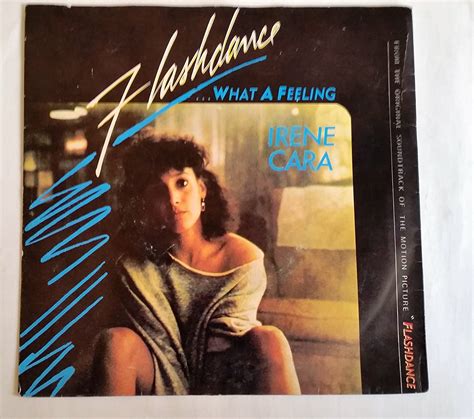 Flashdance
...WHAT A FEELING
IRENE
CARA
FROM THE ORIGINAL SOUNDTRACK OF THE MOTION PICTURE "FLASHDANCE